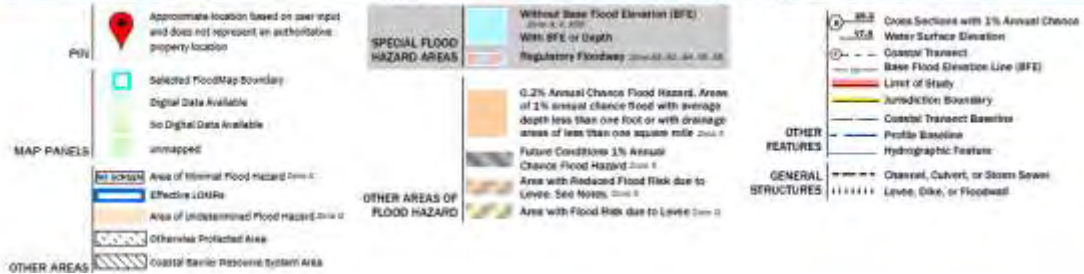 PIN
Approximate location based on user input
and does not represent an authoritative
property location
MAP PANELS
Selected FloodMap Boundary
Digital Data Available
No Digital Data Available
unmapped
OTHER AREAS
NO SCREEN Area of Minimal Flood Hazard Zone X
Effective LOMRs
Area of Undetermined Flood Hazard Zone D
Otherwise Protected Area
Coastal Barrier Resource System Area
SPECIAL FLOOD
HAZARD AREAS
Without Base Flood Elevation (BFE)
With BFE or Depth
Regulatory Floodway
OTHER AREAS OF
FLOOD HAZARD
0.2% Annual Chance Flood Hazard, Areas
of 1% annual chance flood with average
depth less than one foot or with drainage
areas of less than one square mile Zone X
Future Conditions 1% Annual
Chance Flood Hazard Zone X
Area with Reduced Flood Risk due to
Levee. See Notes. Zone X
Area with Flood Risk due to Levee Zone D
OTHER
FEATURES
Cross Sections with 1% Annual Chance
17.5 Water Surface Elevation
Coastal Transect
Base Flood Elevation Line (BFE)
Limit of Study
Jurisdiction Boundary
Coastal Transect Baseline
Profile Baseline
Hydrographic Feature
GENERAL
STRUCTURES
Channel, Culvert, or Storm Sewer
Levee, Dike, or Floodwall